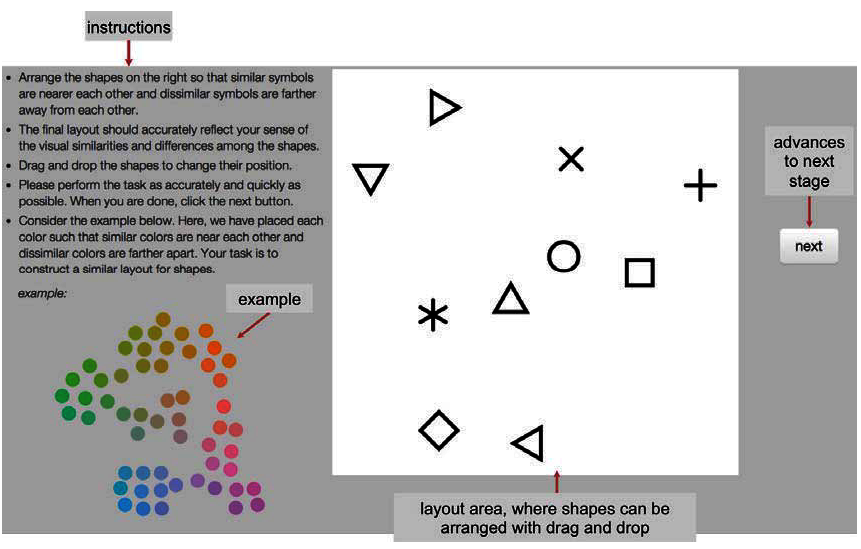 instructions
• Arrange the shapes on the right so that similar symbols
are nearer each other and dissimilar symbols are farther
away from each other.
• The final layout should accurately reflect your sense of
the visual similarities and differences among the shapes.
• Drag and drop the shapes to change their position.
• Please perform the task as accurately and quickly as
possible. When you are done, click the next button.
• Consider the example below. Here, we have placed each
color such that similar colors are near each other and
dissimilar colors are farther apart. Your task is to
construct a similar layout for shapes.
example:
example
advances
to next
stage
next
layout area, where shapes can be
arranged with drag and drop